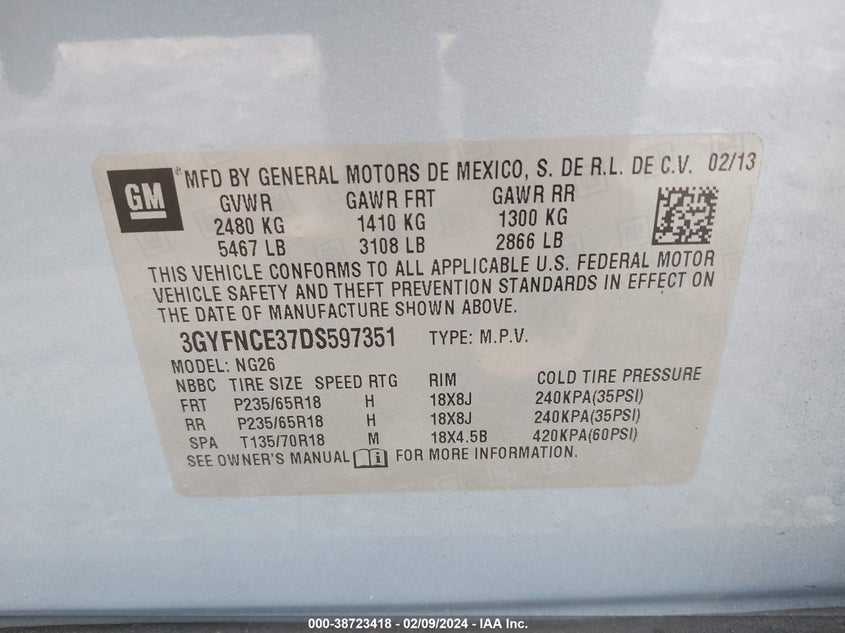 GM
MFD BY GENERAL MOTORS DE MEXICO, S. DE R.L. DE C.V. 02/13
GVWR GAWR FRT GAWR RR
2480 KG 1410 KG 1300 KG
5467 LB 3108 LB 2866 LB
THIS VEHICLE CONFORMS TO ALL APPLICABLE U.S. FEDERAL MOTOR
VEHICLE SAFETY AND THEFT PREVENTION STANDARDS IN EFFECT ON
THE DATE OF MANUFACTURE SHOWN ABOVE.
3GYFNCE37DS597351 TYPE: M.P.V.
MODEL: NG26
NBBC TIRE SIZE SPEED RTG RIM COLD TIRE PRESSURE
FRT P235/65R18 H 18X8J 240KPA(35PSI)
RR P235/65R18 H 18X8J 240KPA(35PSI)
SPA T135/70R18 M 18X4.5B 420KPA(60PSI)
SEE OWNER'S MANUAL FOR MORE INFORMATION.
000-38723418 - 02/09/2024 - IAA Inc.